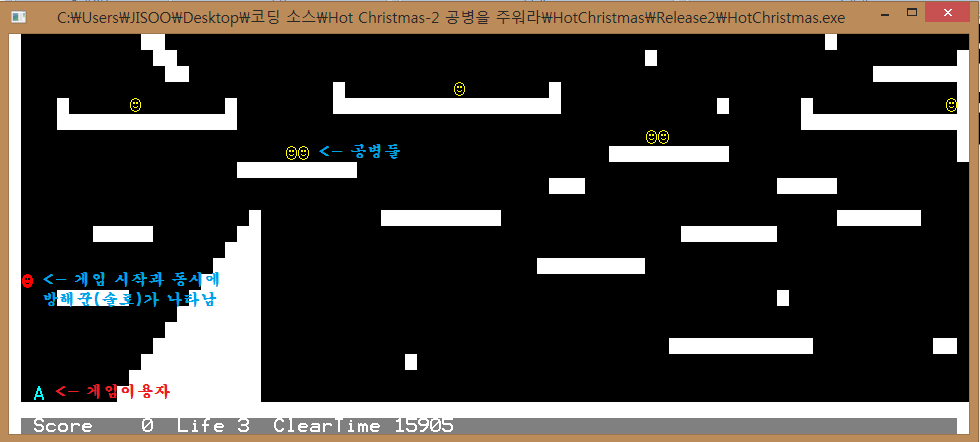 C:₩Users₩JISOO₩Desktop₩코딩 소스₩Hot Christmas-2 공병을 주워라₩HotChristmas₩Release2₩HotChristmas.exe
<- 공병들
<- 게임 시작과 동시에
방해꾼(솔로)가 나타남
A <- 게임이용자
Score 0 Life 3 ClearTime 15905